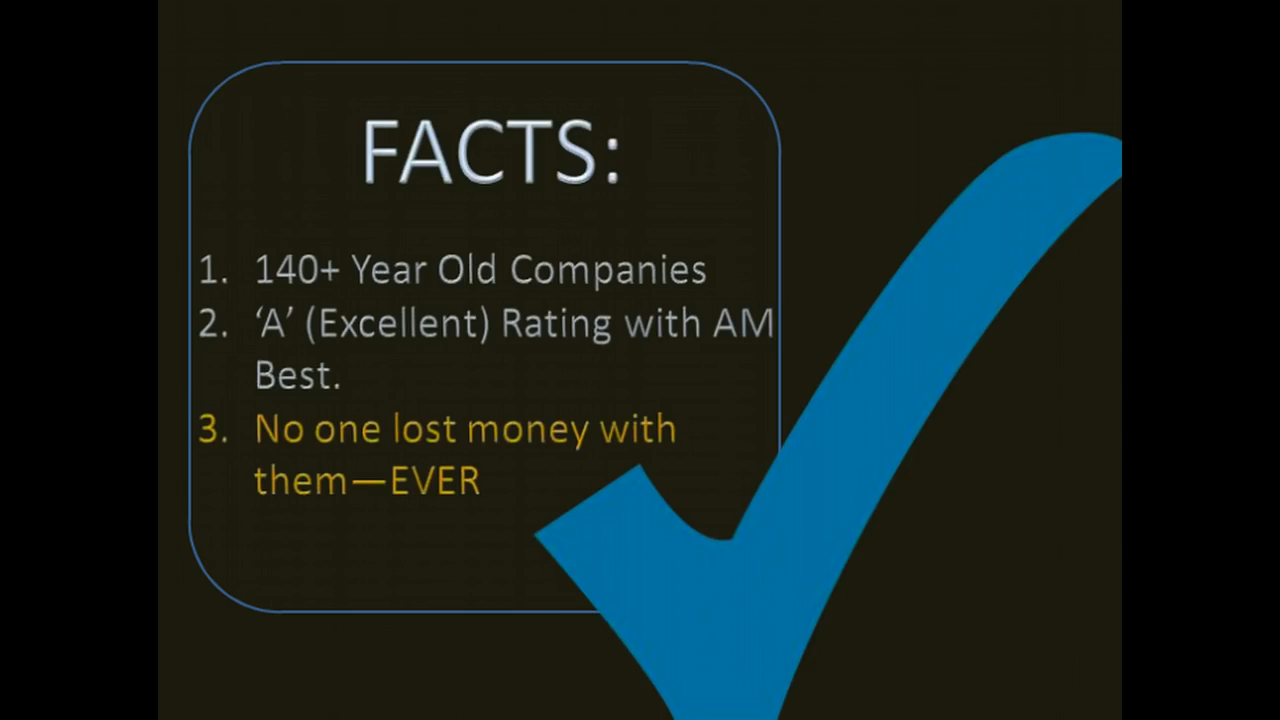 FACTS:
1. 140+ Year Old Companies
2. ‘A’ (Excellent) Rating with AM
Best.
3. No one lost money with
them—EVER